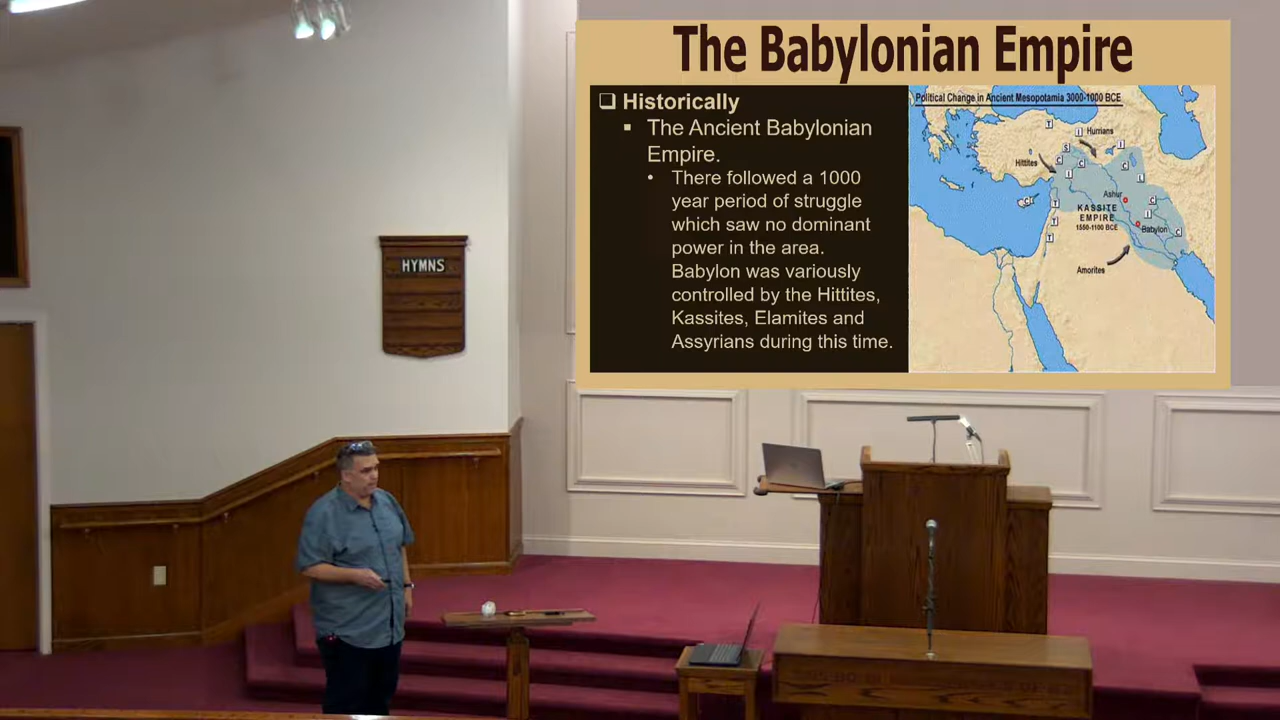 The Babylonian Empire
❑ Historically
▪ The Ancient Babylonian
Empire.
• There followed a 1000
year period of struggle
which saw no dominant
power in the area.
Babylon was variously
controlled by the Hittites,
Kassites, Elamites and
Assyrians during this time.
Political Change in Ancient Mesopotamia 3000-1000 BCE
Hurrians
Hittites
Ashur
KASSITE
EMPIRE
1550-1100 BCE
Babylon
Amorites
HYMNS